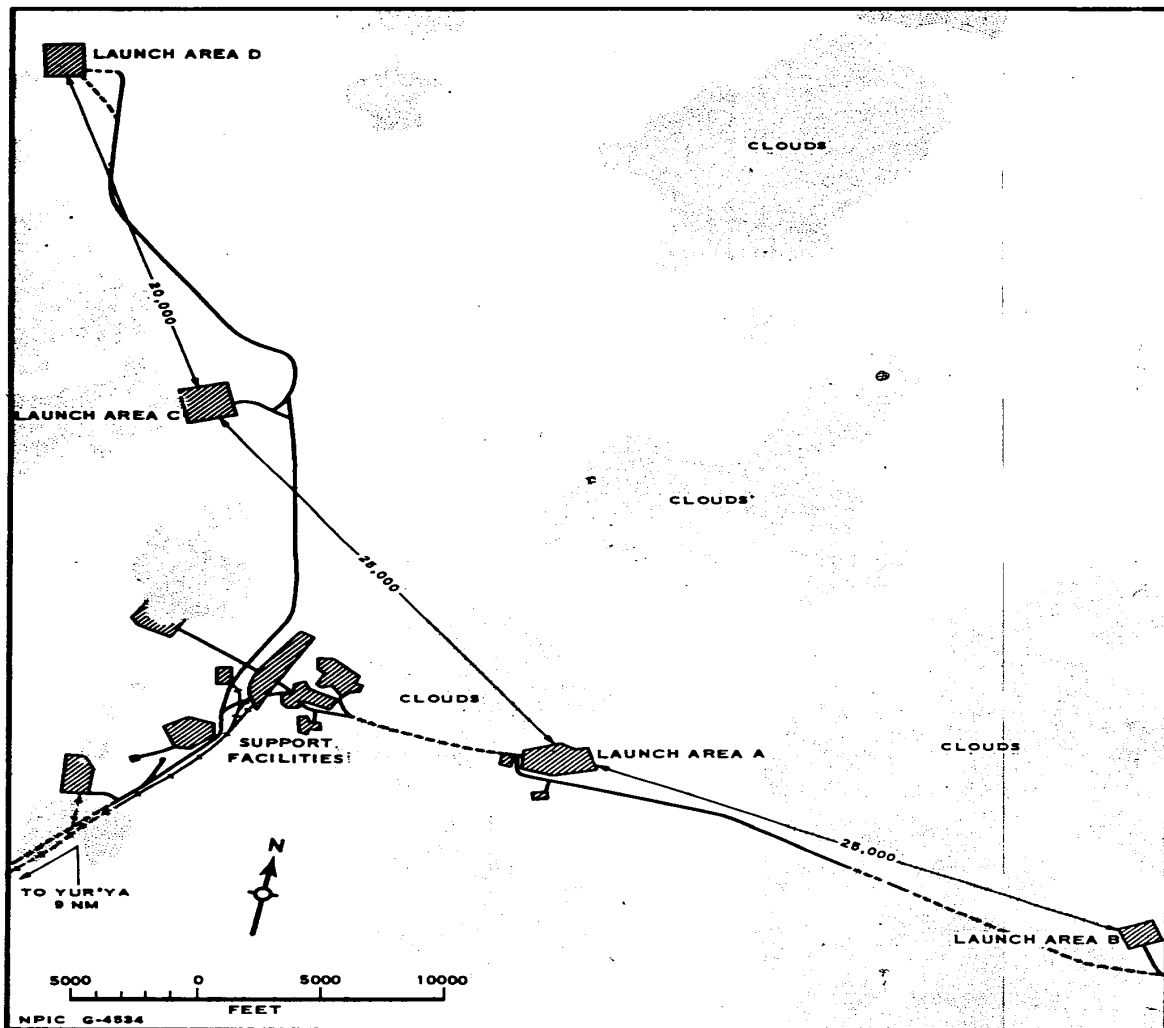 LAUNCH AREA D
CLOUDS
20,000
LAUNCH AREA C
CLOUDS
25,000
CLOUDS
SUPPORT
FACILITIES
LAUNCH AREA A
CLOUDS
25,000
N
TO YUR'YA
9 NM
LAUNCH AREA B
5000 0 5000 10000
FEET
NPIC G-4534